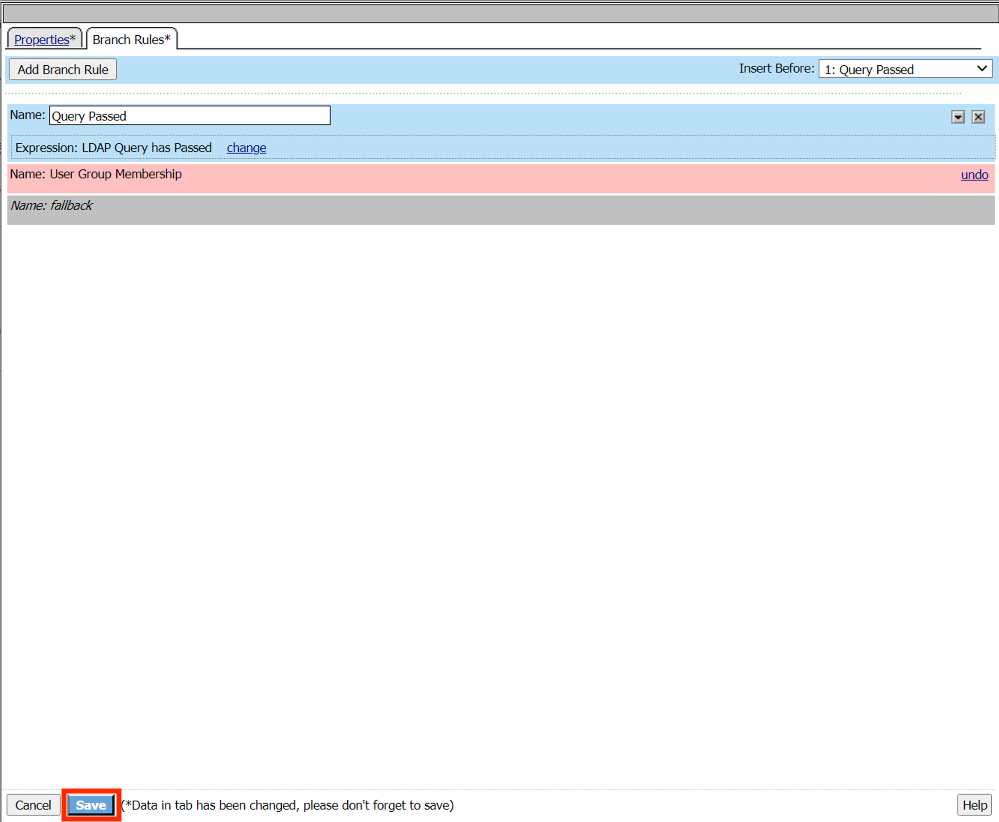 Properties* Branch Rules*
Add Branch Rule Insert Before: 1: Query Passed
Name: Query Passed
Expression: LDAP Query has Passed change
Name: User Group Membership undo
Name: fallback
Cancel Save (*Data in tab has been changed, please don't forget to save) Help